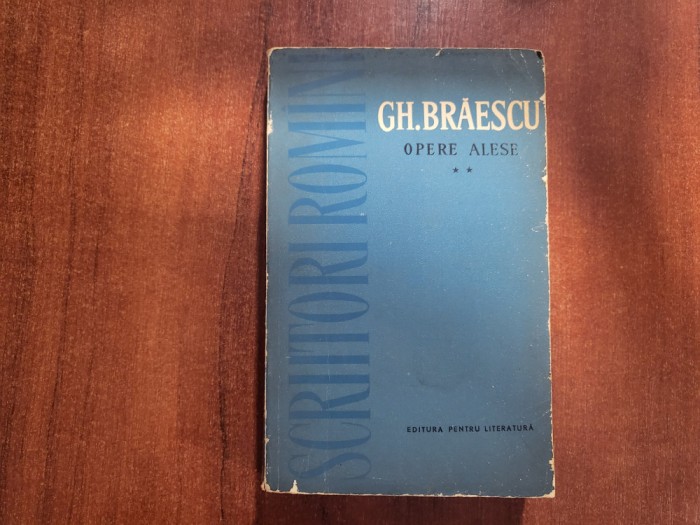 SCRIITORI ROMÎNI
GH. BRĂESCU
OPERE ALESE
★ ★
EDITURA PENTRU LITERATURĂ